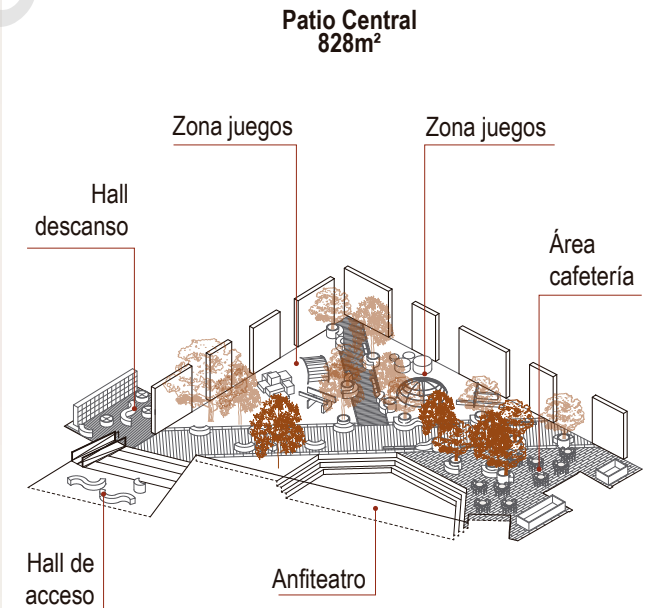 Patio Central
828m²
Zona juegos
Zona juegos
Hall
descanso
Área
cafetería
Hall de
acceso
Anfiteatro